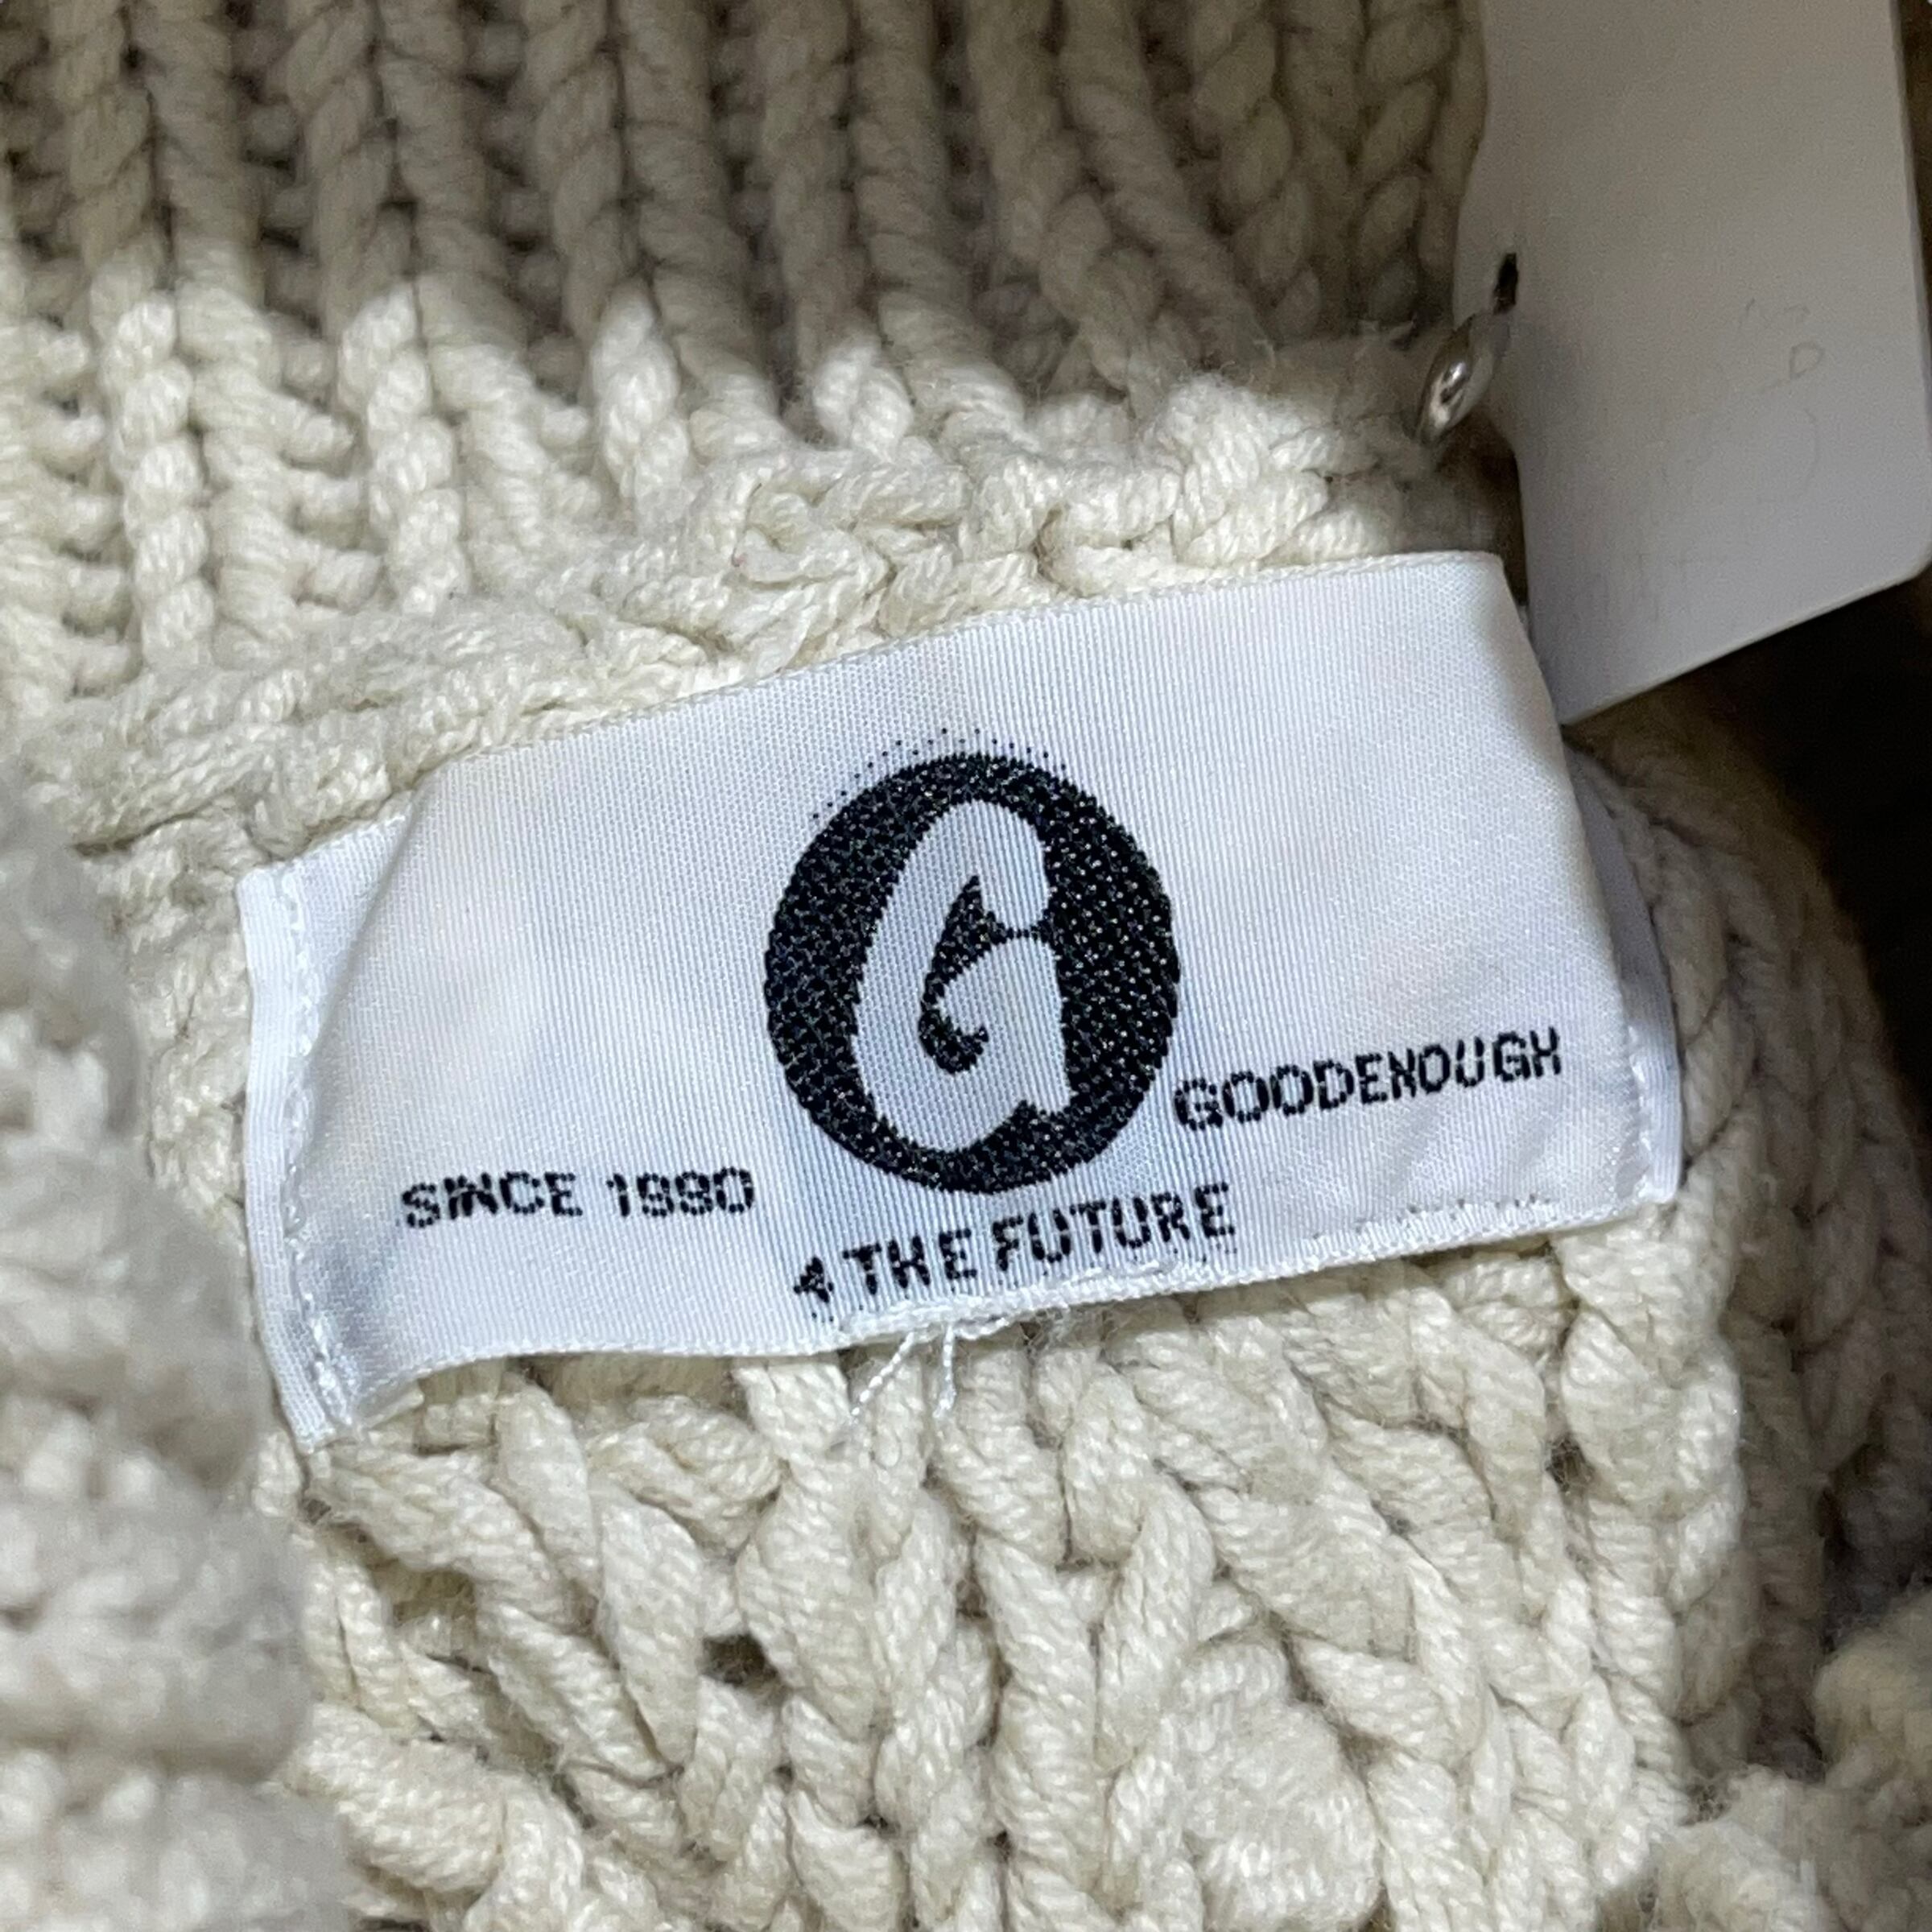 G
GOODENOUGH
SINCE 1990
4 THE FUTURE